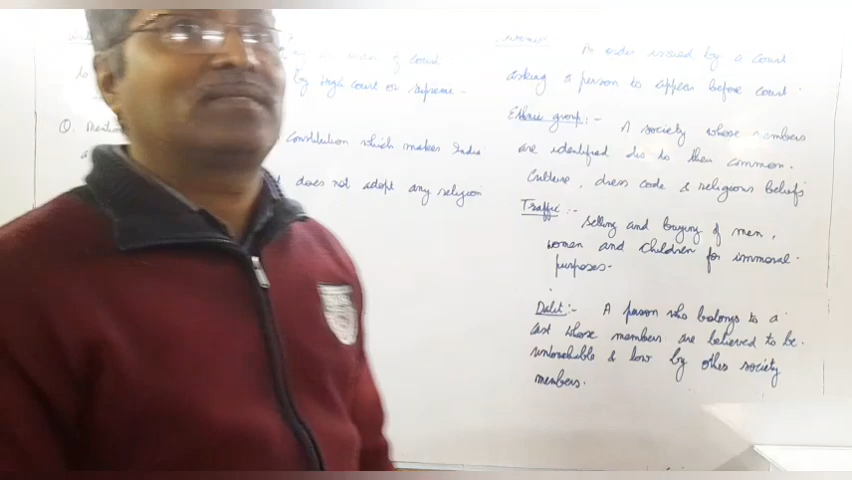 order of Court
to
by High Court or Supreme -
Q. Mention
Constitution which makes India
a
does not adopt any religion
An order issued by a Court
asking a person to appear before court.
Ethnic group :-
A society whose members
are identified due to their common.
Culture, dress code & religious beliefs
Traffic :-
selling and buying of men,
women and children for immoral.
purposes.
Dalit :- A person who belongs to a
cast whose members are believed to be.
untouchable & low by other society
members.